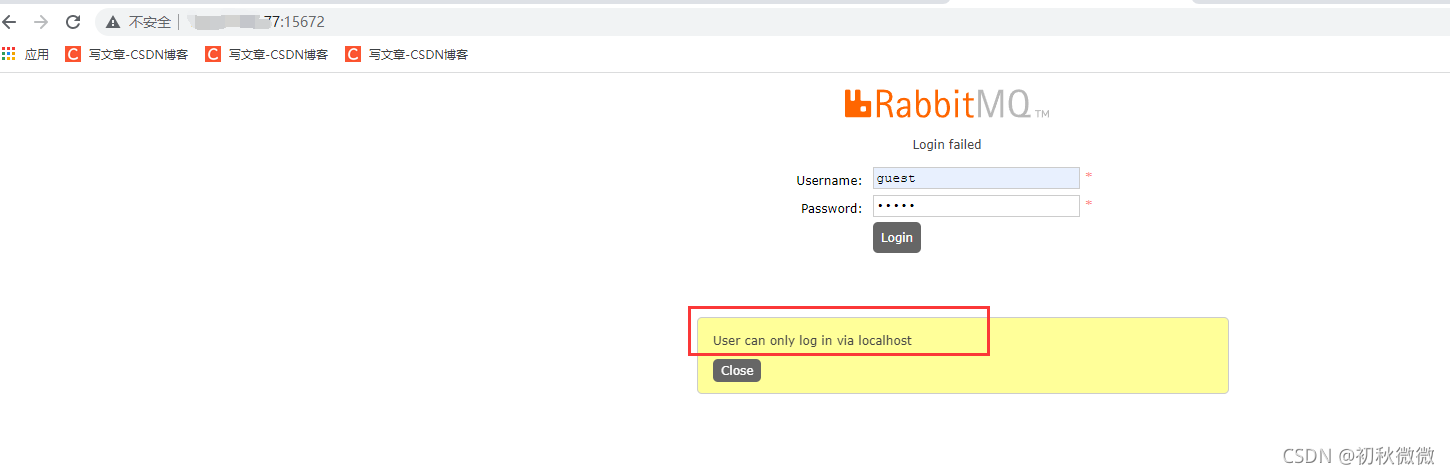 不安全 77:15672
应用 写文章-CSDN博客 写文章-CSDN博客 写文章-CSDN博客
RabbitMQ TM
Login failed
Username: guest *
Password: ••••• *
Login
User can only log in via localhost
Close
CSDN @初秋微微